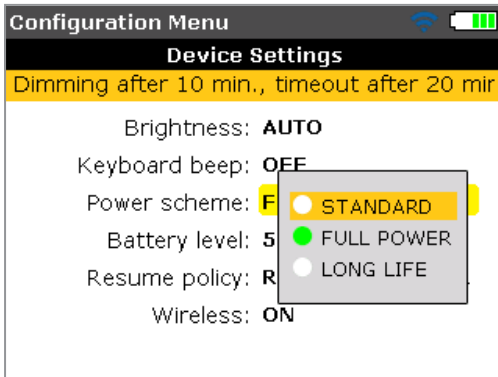 Configuration Menu
Device Settings
Dimming after 10 min., timeout after 20 mir
Brightness: AUTO
Keyboard beep: OFF
Power scheme: F
STANDARD
Battery level: 5
FULL POWER
Resume policy: R
LONG LIFE
Wireless: ON